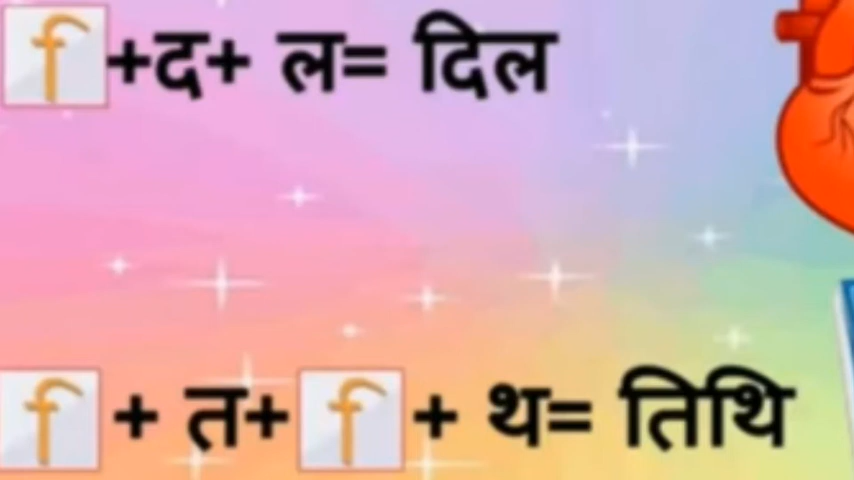 ि+द+ ल= दिल
ि + त+ ि + थ= तिथि